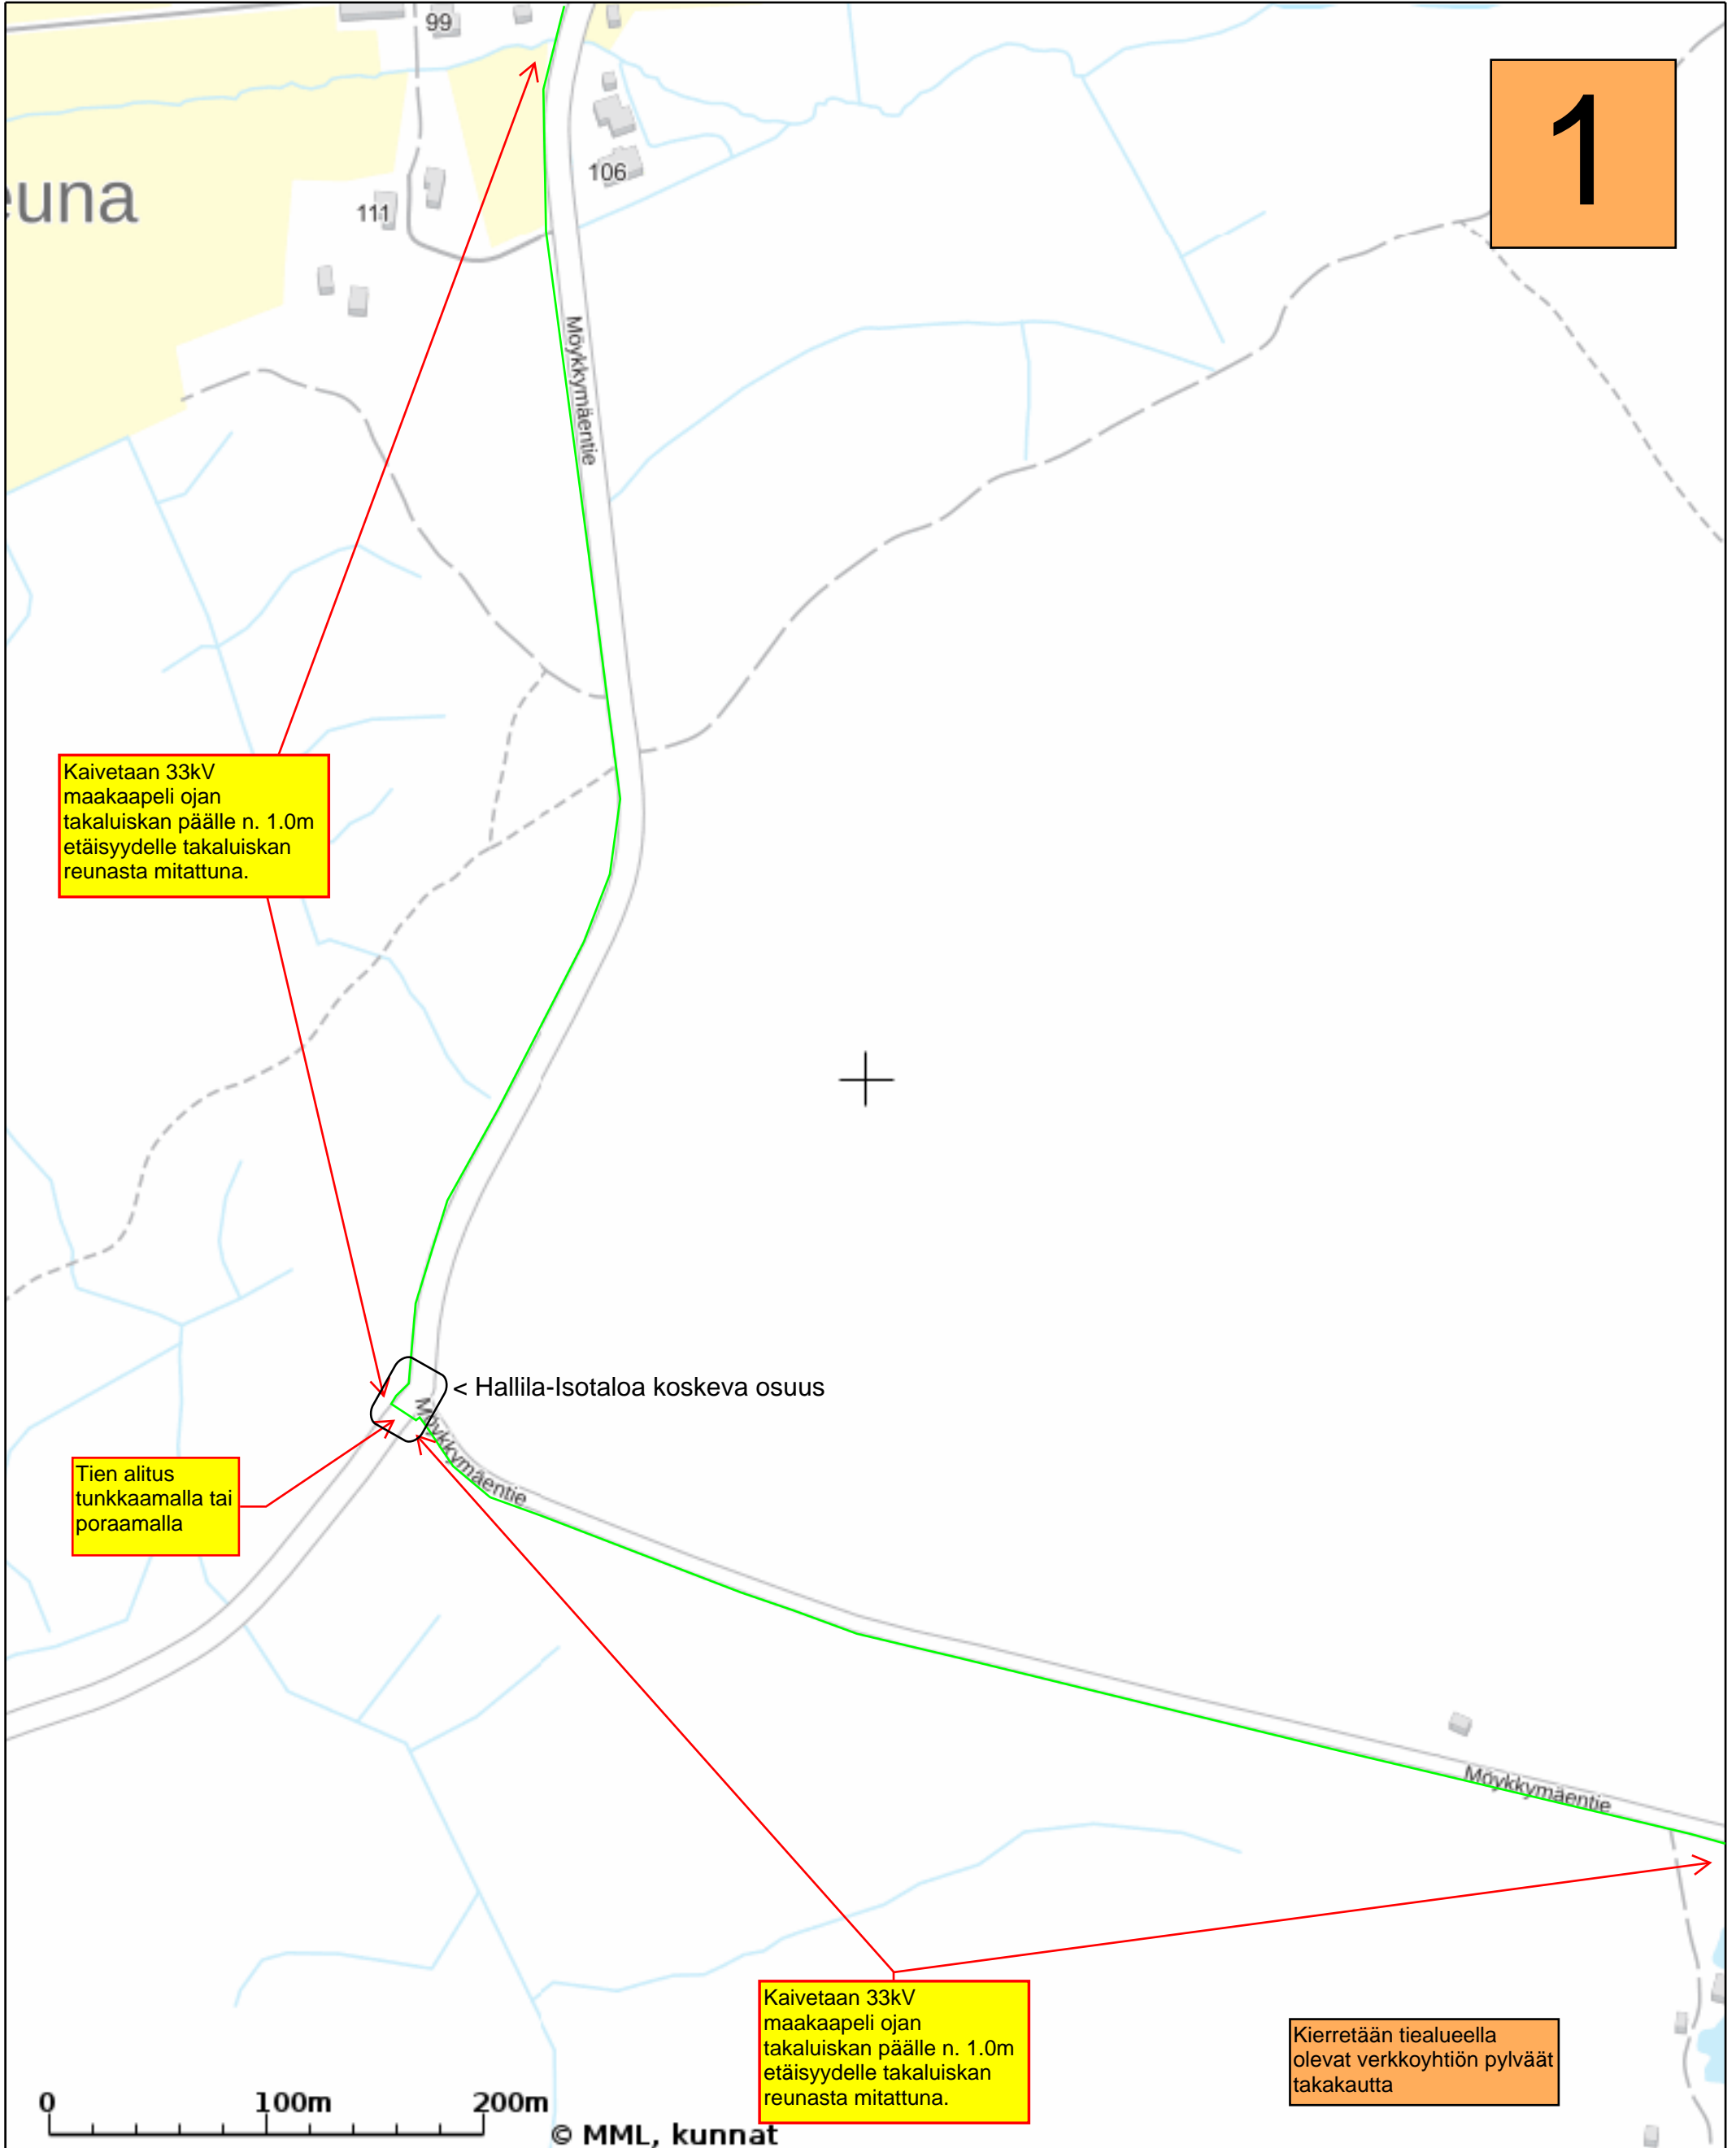 99
1
106
euna
111
Möykkymäentie
Kaivetaan 33kV
maakaapeli ojan
takaluiskan päälle n. 1.0m
etäisyydelle takaluiskan
reunasta mitattuna.
< Hallila-Isotaloa koskeva osuus
Möykkymäentie
Tien alitus
tunkkaamalla tai
poraamalla
Möykkymäentie
Kaivetaan 33kV
maakaapeli ojan
takaluiskan päälle n. 1.0m
etäisyydelle takaluiskan
reunasta mitattuna.
Kierretään tiealueella
olevat verkkoyhtiön pylväät
takakautta
0 100m 200m
© MML, kunnat